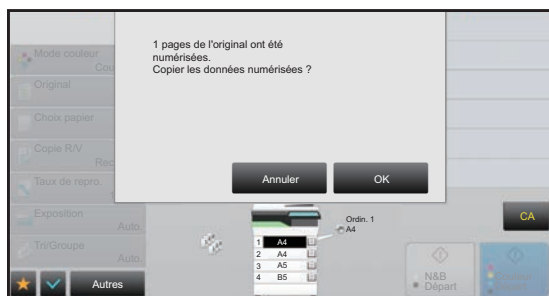 1 pages de l'original ont été
numérisées.
Copier les données numérisées ?
Annuler
OK
Mode couleur
Cou
Original
Choix papier
Copie R/V
Rec
Taux de repro.
Exposition
Auto.
Tri/Groupe
Auto.
Autres
Ordin. 1
A4
1 A4
2 A4
3 A5
4 B5
CA
N&B
Départ